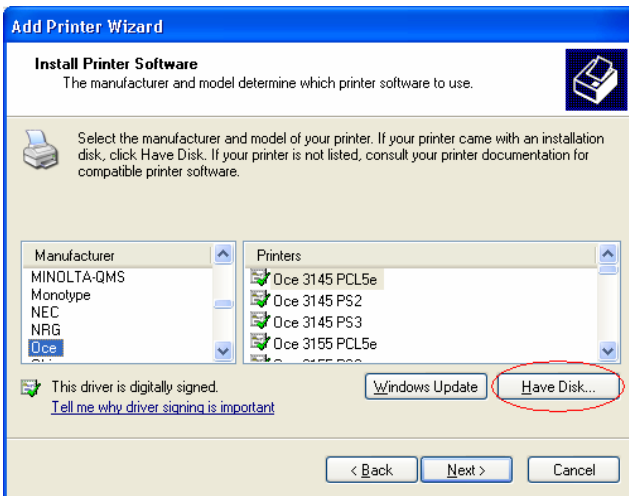 Add Printer Wizard
Install Printer Software
The manufacturer and model determine which printer software to use.
Select the manufacturer and model of your printer. If your printer came with an installation
disk, click Have Disk. If your printer is not listed, consult your printer documentation for
compatible printer software.
Manufacturer
MINOLTA-QMS
Monotype
NEC
NRG
Oce
Printers
Oce 3145 PCL5e
Oce 3145 PS2
Oce 3145 PS3
Oce 3155 PCL5e
This driver is digitally signed.
Tell me why driver signing is important
Windows Update
Have Disk...
< Back
Next >
Cancel